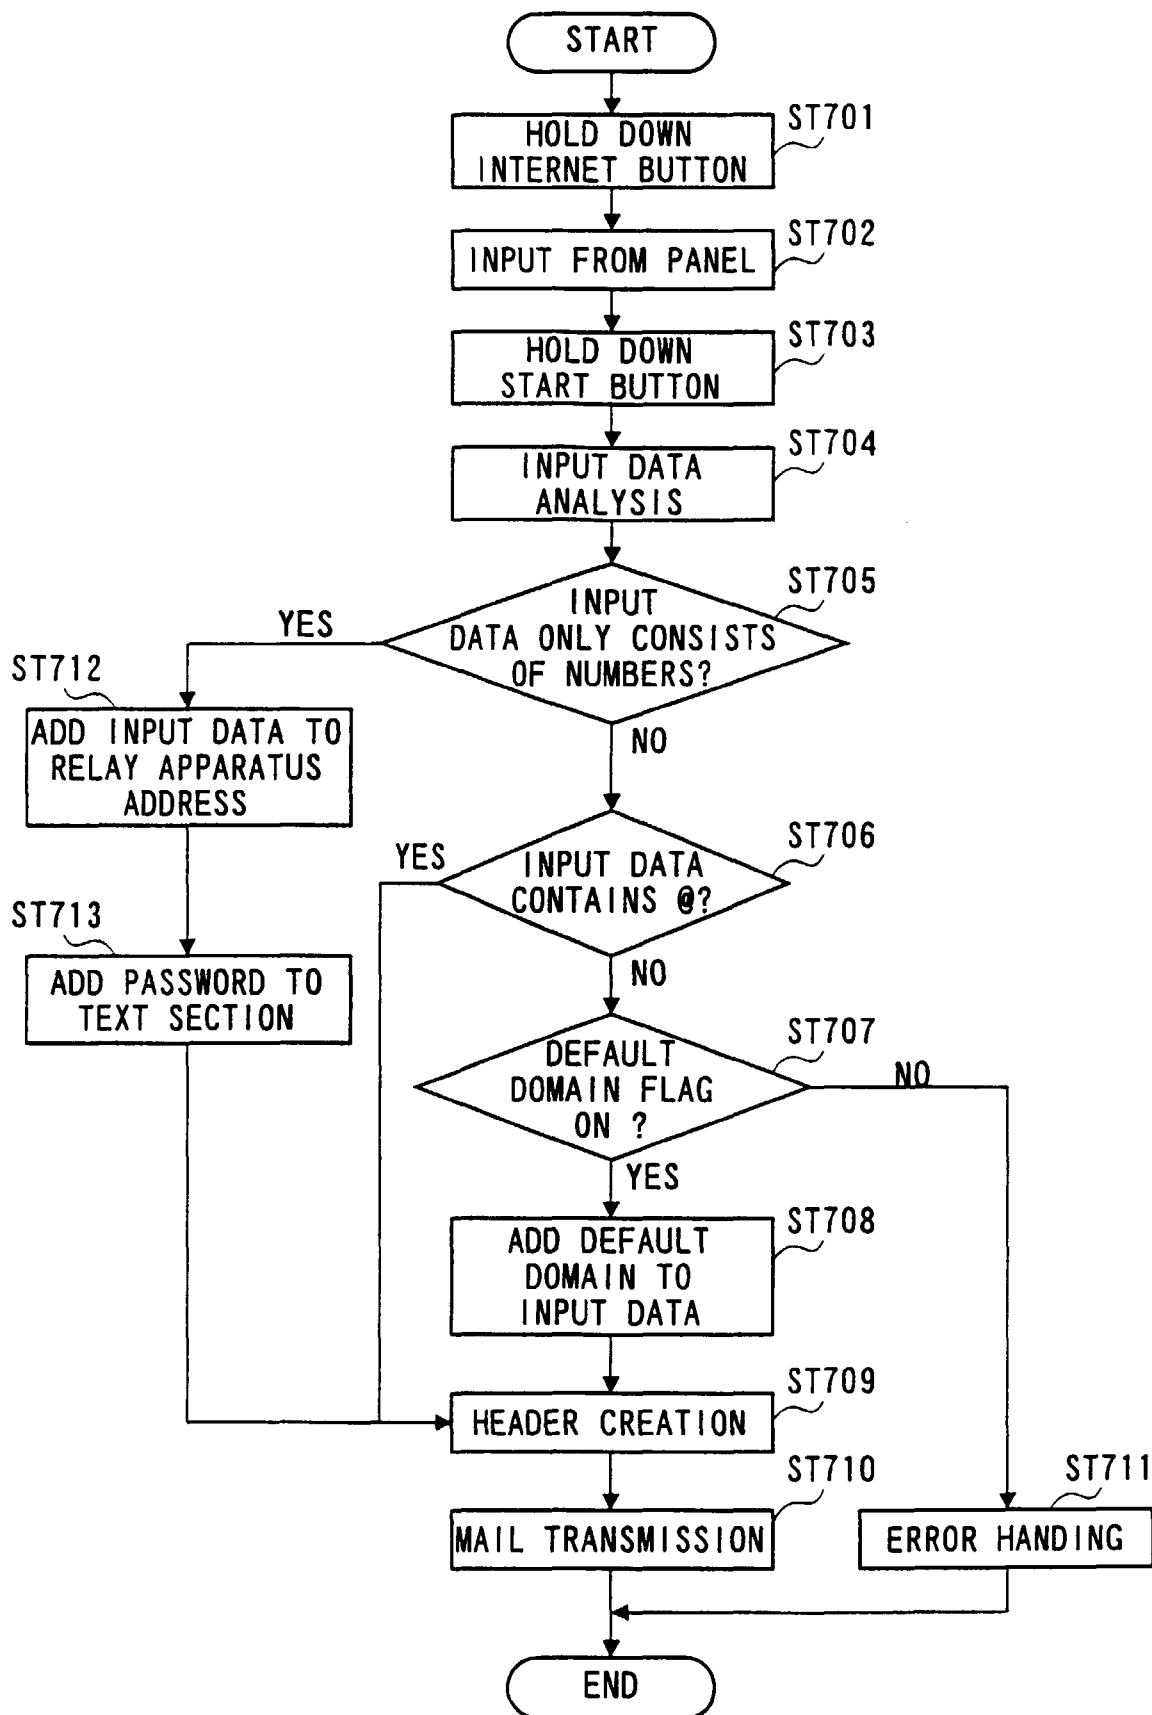 START
ST701
HOLD DOWN
INTERNET BUTTON
ST702
INPUT FROM PANEL
ST703
HOLD DOWN
START BUTTON
ST704
INPUT DATA
ANALYSIS
ST705
INPUT
DATA ONLY CONSISTS
OF NUMBERS?
YES
NO
ST712
ADD INPUT DATA TO
RELAY APPARATUS
ADDRESS
ST706
INPUT DATA
CONTAINS @?
YES
NO
ST713
ADD PASSWORD TO
TEXT SECTION
ST707
DEFAULT
DOMAIN FLAG
ON ?
NO
YES
ST708
ADD DEFAULT
DOMAIN TO
INPUT DATA
ST709
HEADER CREATION
ST710
MAIL TRANSMISSION
ST711
ERROR HANDING
END